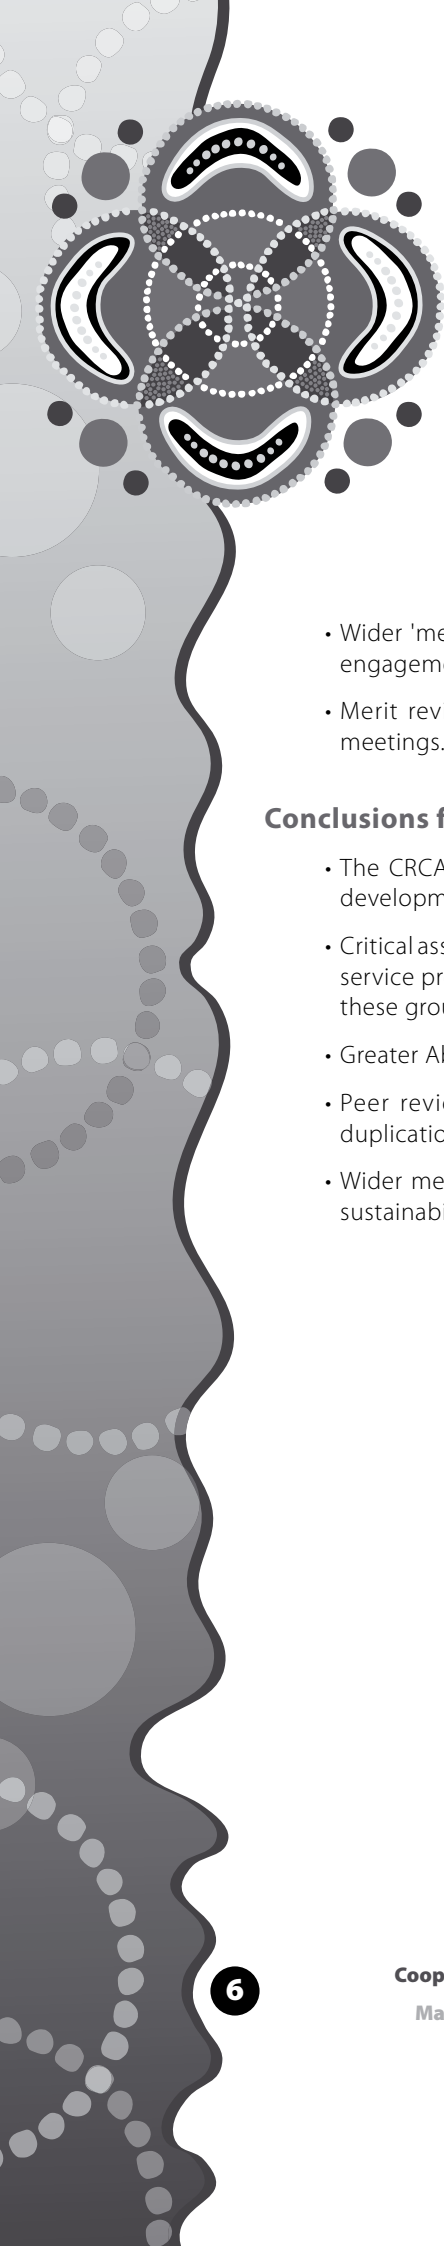 • Wider 'me
engageme
• Merit rev
meetings.
Conclusions f
• The CRCA
developm
• Critical ass
service pr
these grou
• Greater Ab
• Peer revie
duplicatio
• Wider me
sustainabi
6
Coop
Ma